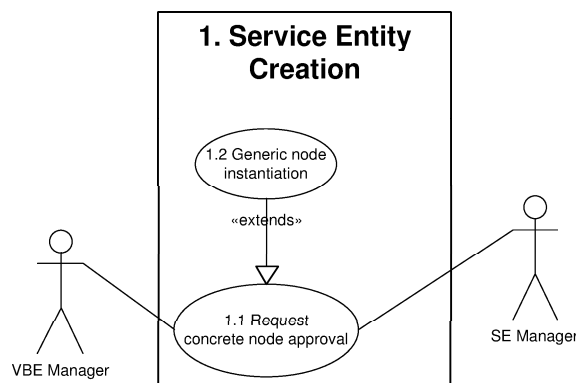 1. Service Entity
Creation
1.2 Generic node
instantiation
«extends»
1.1 Request
concrete node approval
VBE Manager
SE Manager